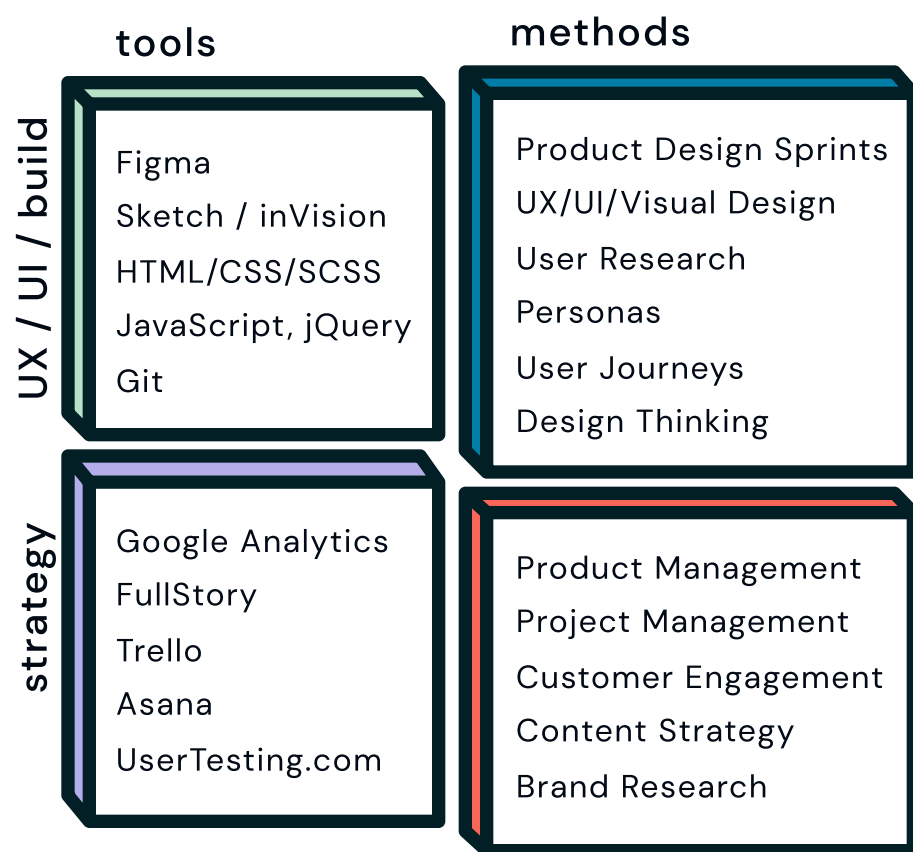 tools
methods
UX / UI / build
Figma
Sketch / inVision
HTML/CSS/SCSS
JavaScript, jQuery
Git
Product Design Sprints
UX/UI/Visual Design
User Research
Personas
User Journeys
Design Thinking
strategy
Google Analytics
FullStory
Trello
Asana
UserTesting.com
Product Management
Project Management
Customer Engagement
Content Strategy
Brand Research